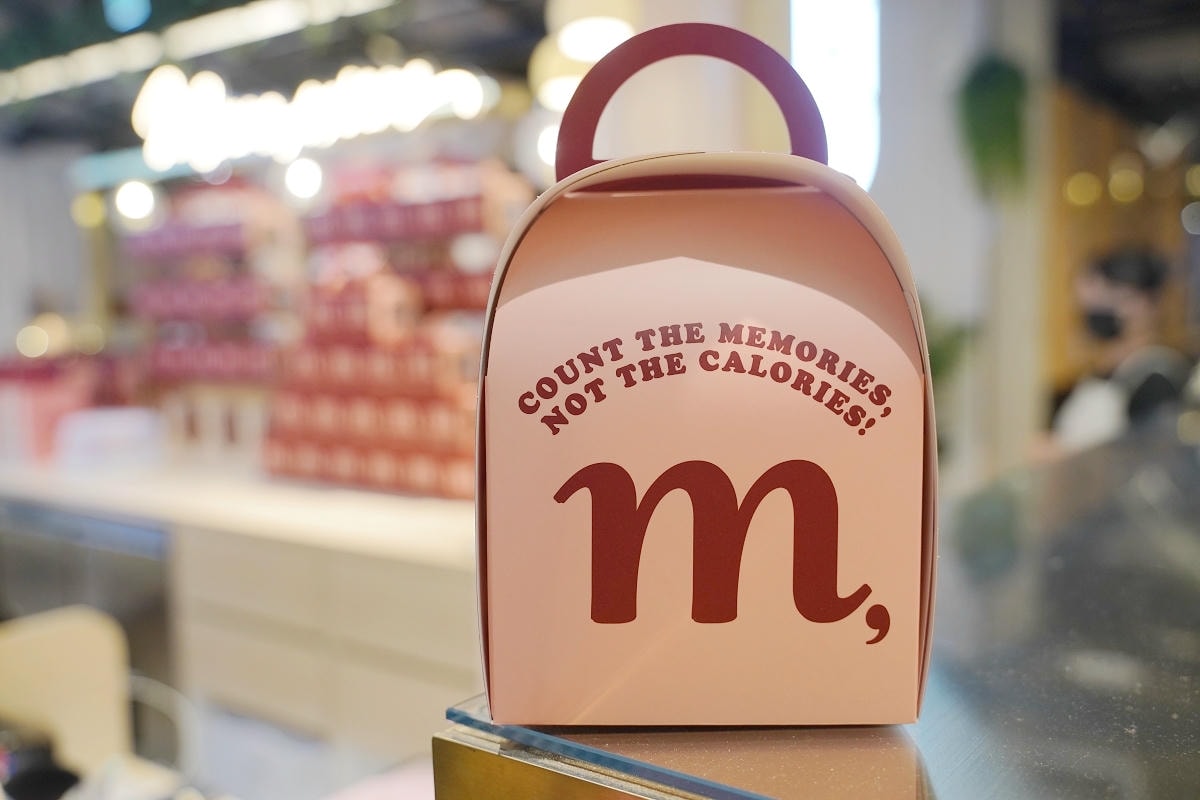 COUNT THE MEMORIES,
NOT THE CALORIES!
m,